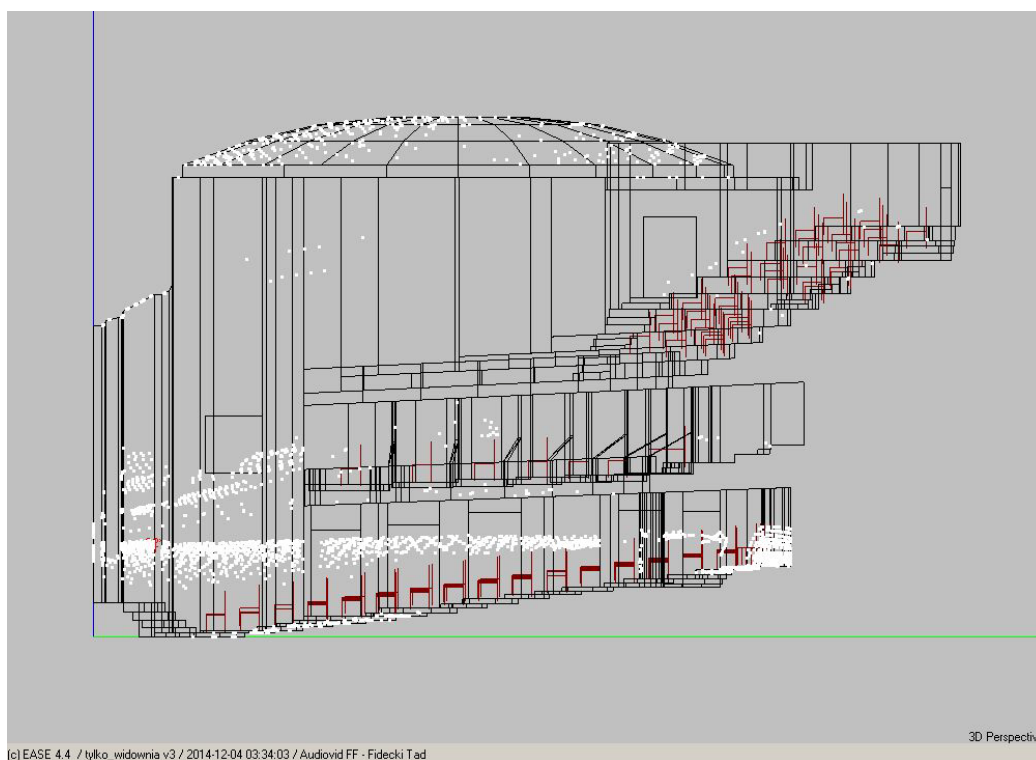 3D Perspectiv
(c) EASE 4.4 / tylko_widownia v3 / 2014-12-04 03:34:03 / Audiovid FF - Fidecki Tad